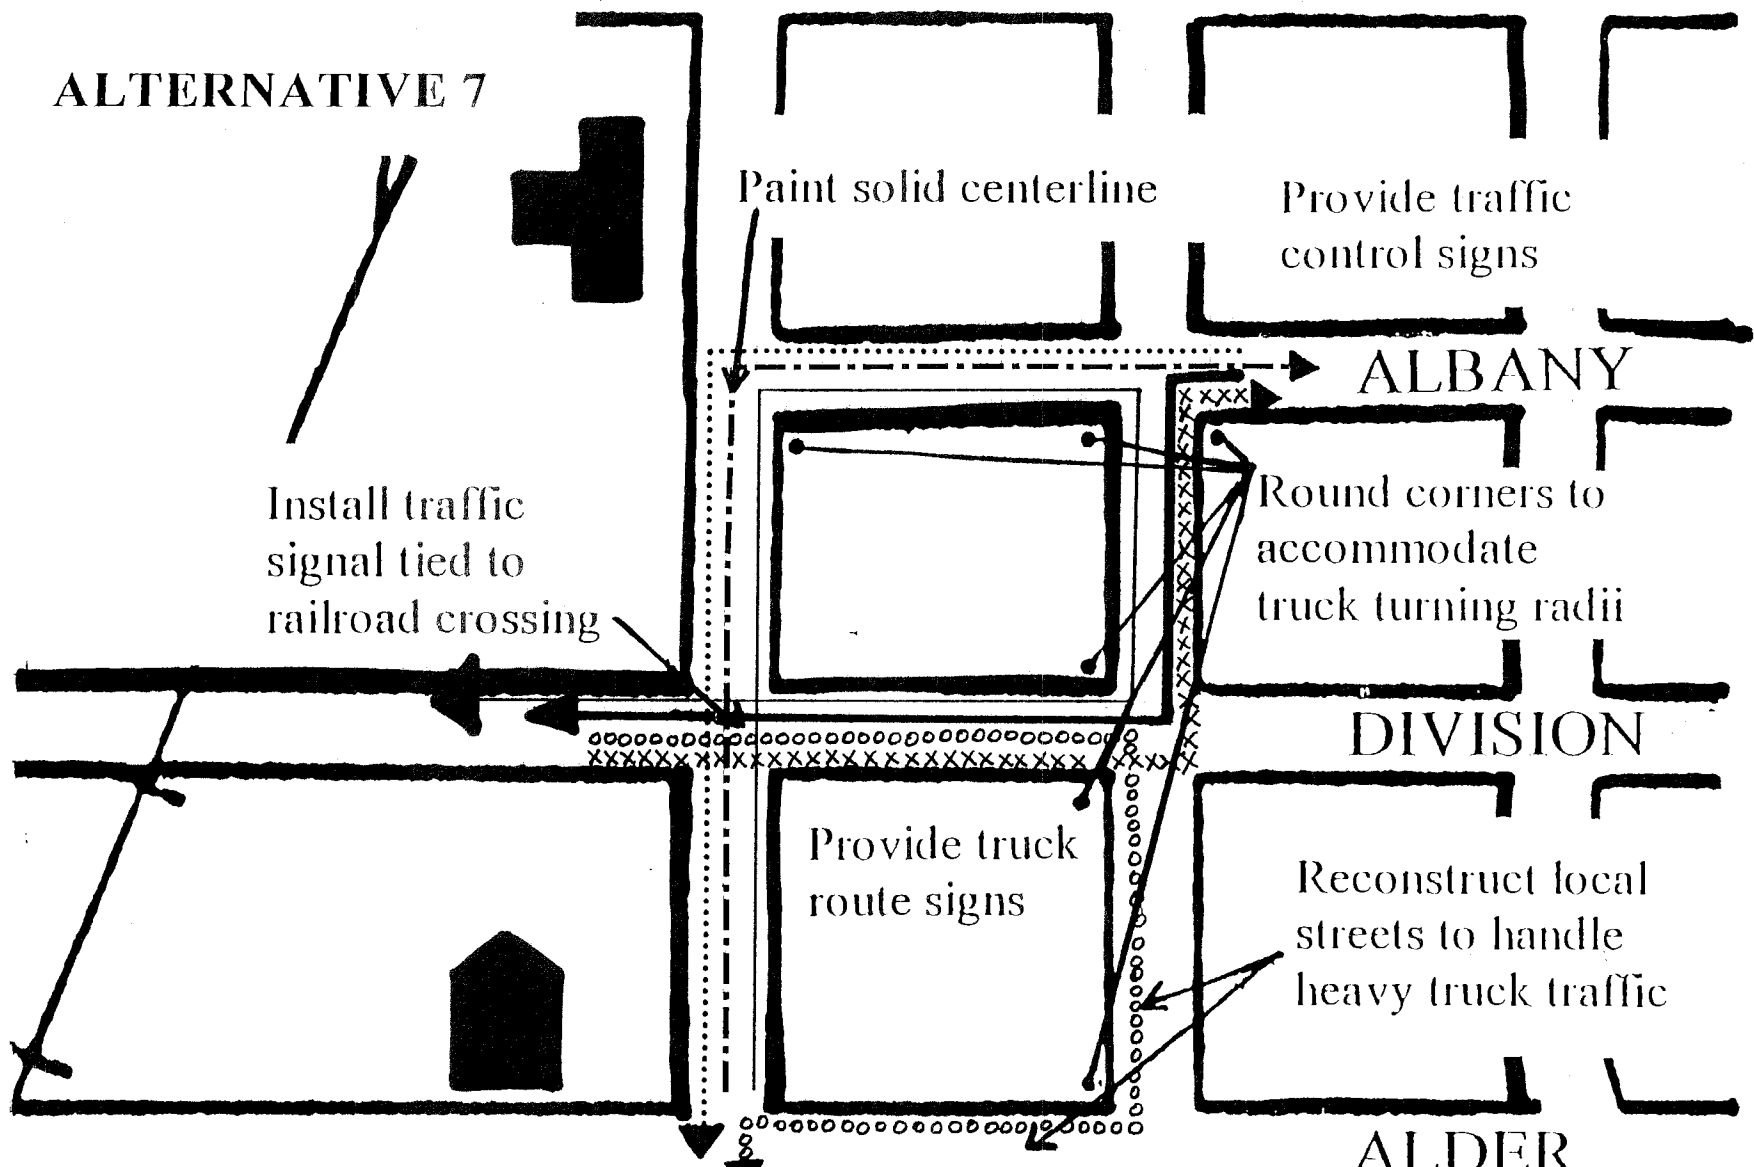 ALTERNATIVE 7
Paint solid centerline
Provide traffic
control signs
ALBANY
Install traffic
signal tied to
railroad crossing
Round corners to
accommodate
truck turning radii
DIVISION
Provide truck
route signs
Reconstruct local
streets to handle
heavy truck traffic
ALDER